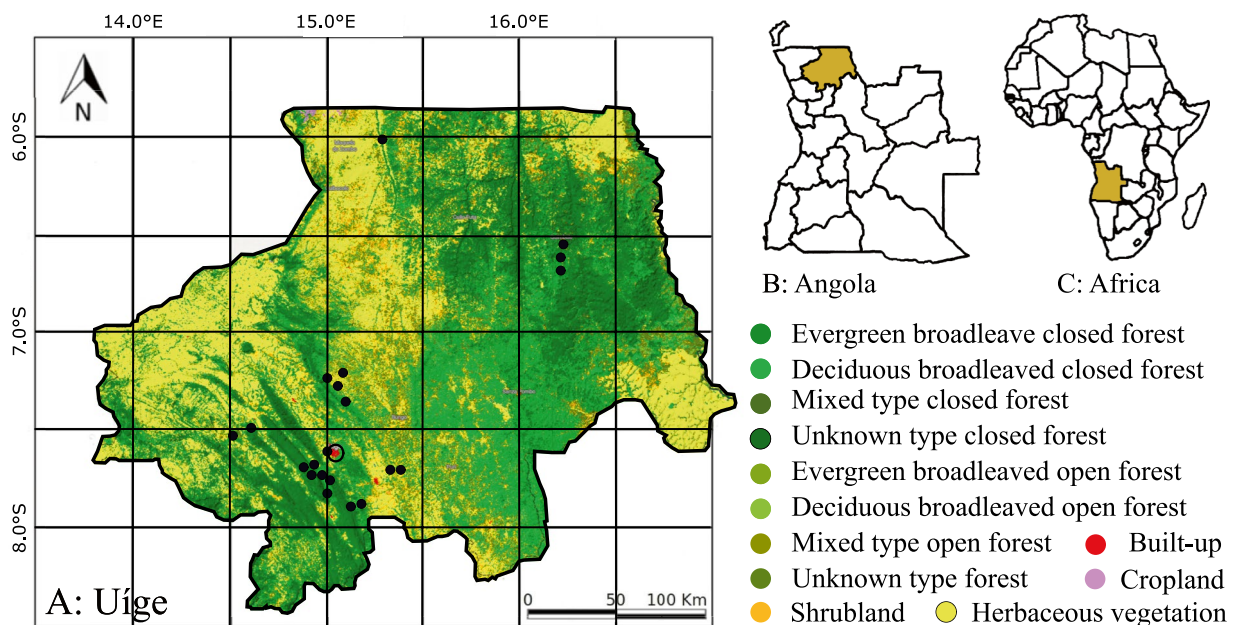 14.0°E 15.0°E 16.0°E
N
6.0°S
7.0°S
8.0°S
A: Uíge
0 50 100 Km
B: Angola
C: Africa
Evergreen broadleave closed forest
Deciduous broadleaved closed forest
Mixed type closed forest
Unknown type closed forest
Evergreen broadleaved open forest
Deciduous broadleaved open forest
Mixed type open forest Built-up
Unknown type forest Cropland
Shrubland Herbaceous vegetation